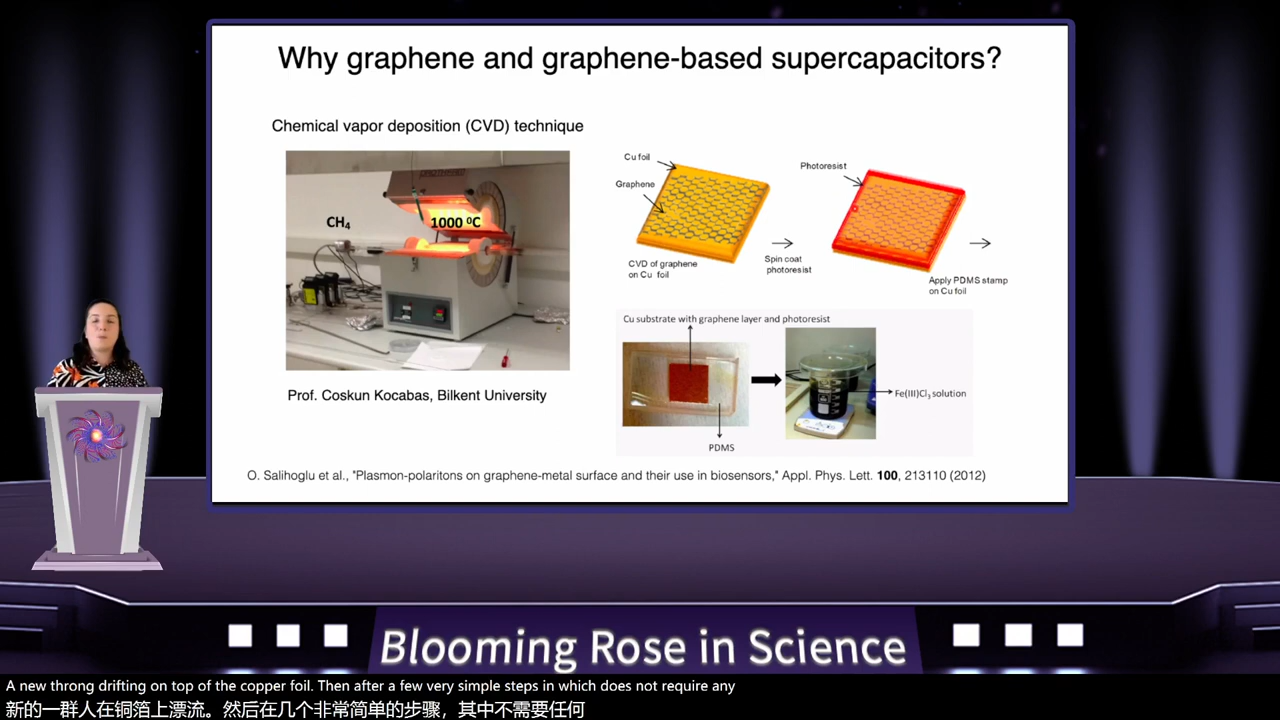 Why graphene and graphene-based supercapacitors?
Chemical vapor deposition (CVD) technique
CH₄
1000 ⁰C
Prof. Coskun Kocabas, Bilkent University
Cu foil
Graphene
CVD of graphene
on Cu foil
Spin coat
photoresist
Photoresist
Apply PDMS stamp
on Cu foil
Cu substrate with graphene layer and photoresist
PDMS
Fe(III)Cl₃ solution
O. Salihoglu et al., "Plasmon-polaritons on graphene-metal surface and their use in biosensors," Appl. Phys. Lett. 100, 213110 (2012)
Blooming Rose in Science
A new throng drifting on top of the copper foil. Then after a few very simple steps in which does not require any
新的一群人在铜箔上漂流。然后在几个非常简单的步骤，其中不需要任何